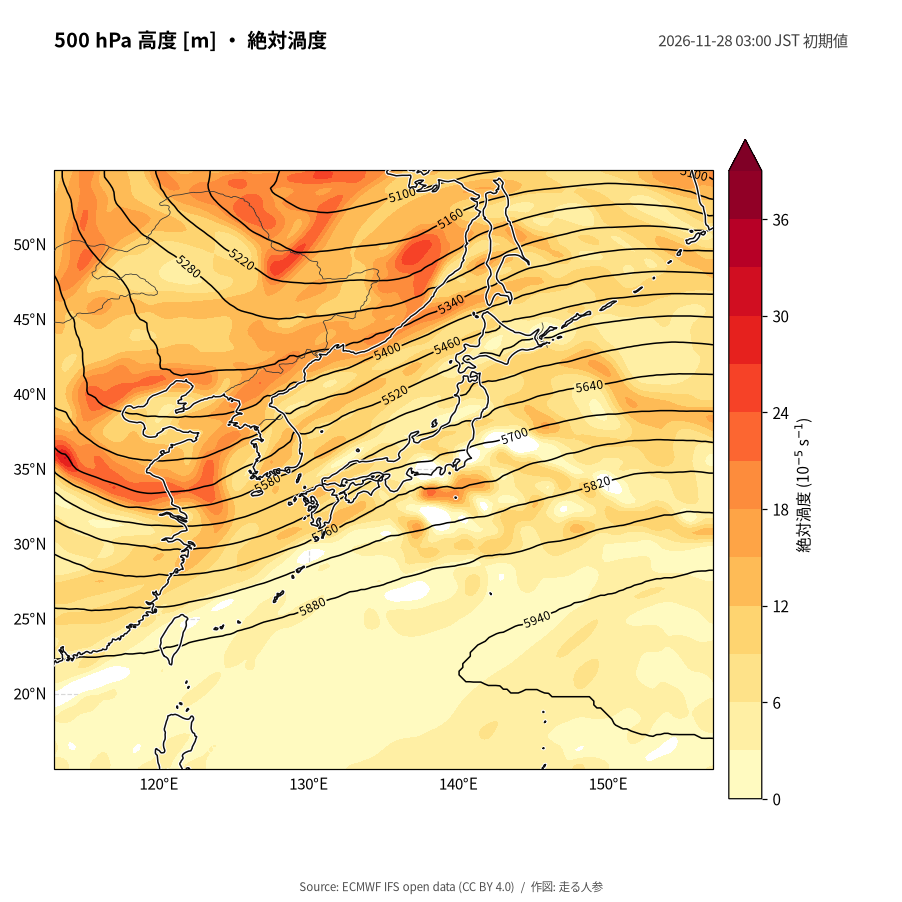 500 hPa 高度 [m] ・ 絶対渦度
2026-11-28 03:00 JST 初期値
5100
5100
5160
5220
5280
5340
5400
5460
5520
5580
5640
5700
5760
5820
5880
5940
50°N
45°N
40°N
35°N
30°N
25°N
20°N
120°E
130°E
140°E
150°E
36
30
24
18
12
6
0
絶対渦度 (10⁻⁵ s⁻¹)
Source: ECMWF IFS open data (CC BY 4.0) / 作図: 走る人参